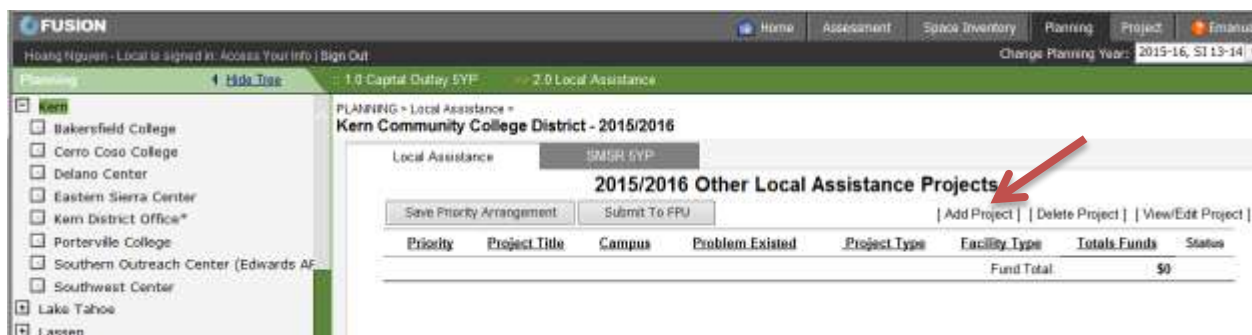 FUSION
Home Assessment Space Inventory Planning Project Emanu
Hoang Nguyen - Local is signed in. Access Your Info | Sign Out
Change Planning Year: 2015-16, SI 13-14
Planning Hide Tree :: 1.0 Capital Outlay 5YP 2.0 Local Assistance
Kern
Bakersfield College
Cerro Coso College
Delano Center
Eastern Sierra Center
Kern District Office*
Porterville College
Southern Outreach Center (Edwards AF
Southwest Center
Lake Tahoe
Lassen
PLANNING » Local Assistance »
Kern Community College District - 2015/2016
Local Assistance SMSR 5YP
2015/2016 Other Local Assistance Projects
Save Priority Arrangement Submit To FPU | Add Project | | Delete Project | | View/Edit Project |
Priority Project Title Campus Problem Existed Project Type Facility Type Totals Funds Status
Fund Total $0